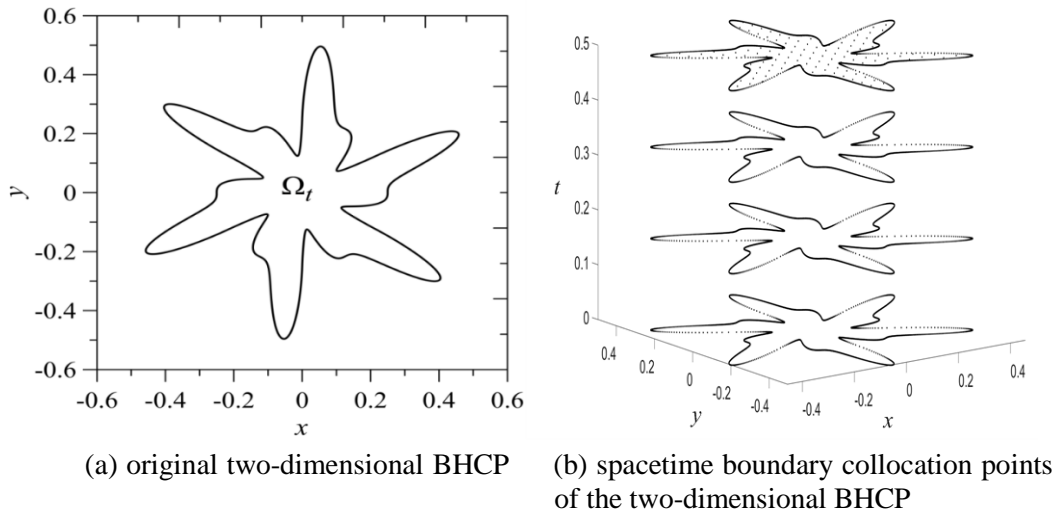 0.6
0.4
0.2
0
-0.2
-0.4
-0.6
y
-0.6 -0.4 -0.2 0 0.2 0.4 0.6
x
Ωt
(a) original two-dimensional BHCP
0.5
0.4
0.3
0.2
0.1
0
t
0.4 0.2 0 -0.2 -0.4
y
-0.4 -0.2 0 0.2 0.4
x
(b) spacetime boundary collocation points
of the two-dimensional BHCP